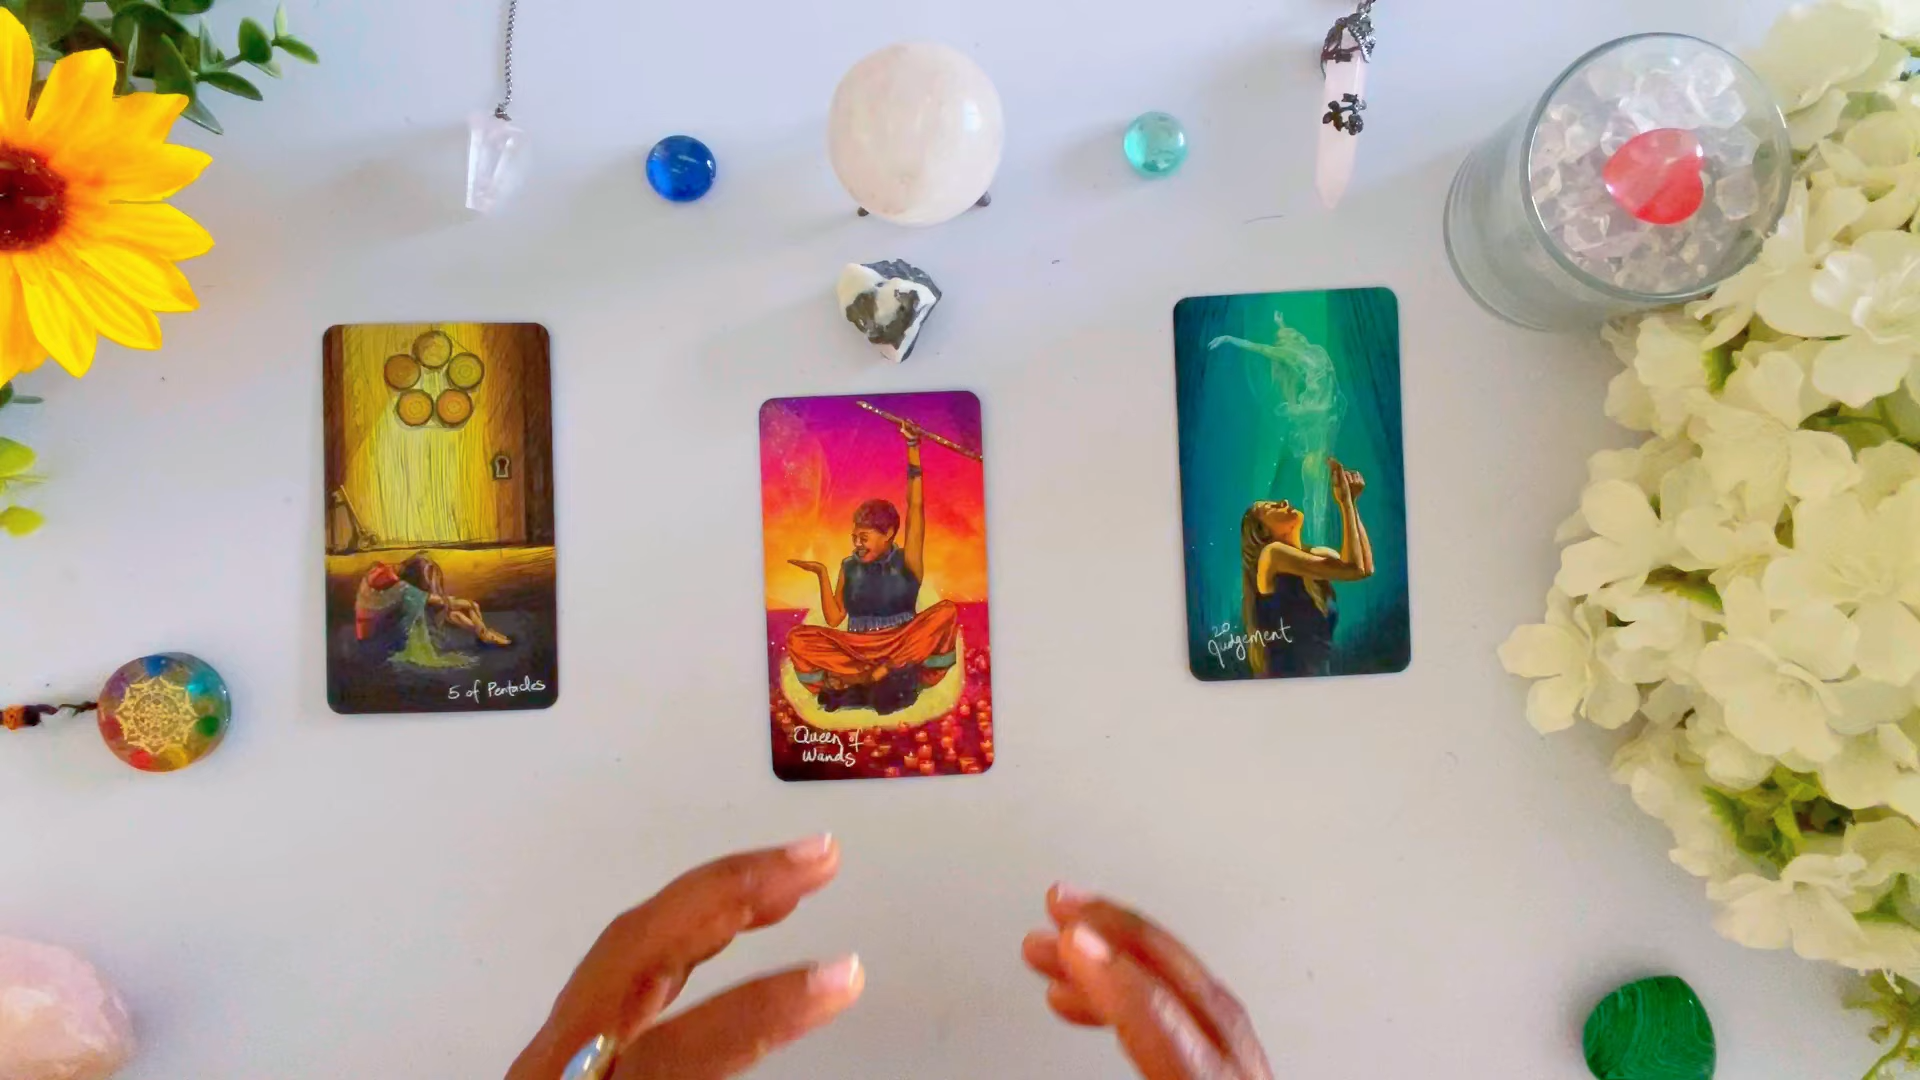 5 of Pentacles
Queen of
Wands
20.
Judgement